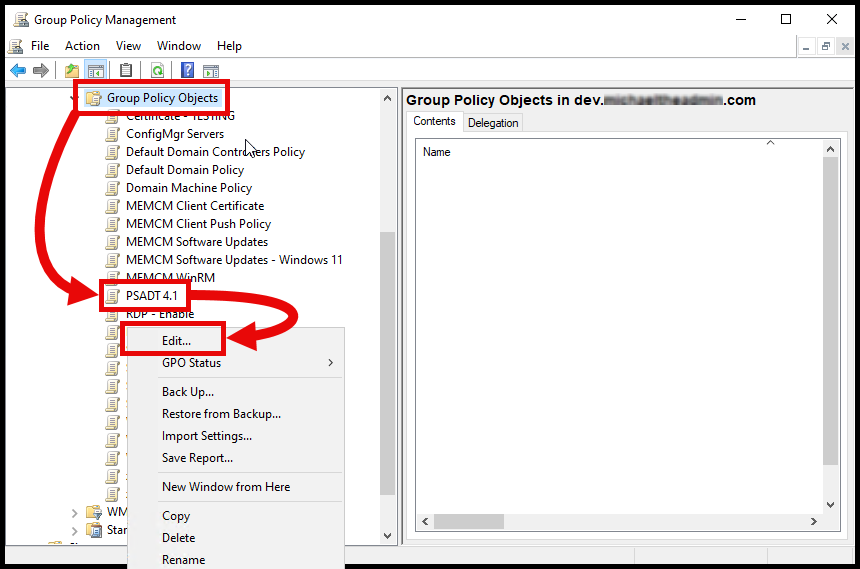 Group Policy Management
File Action View Window Help
Group Policy Objects
Certificate - TESTING
ConfigMgr Servers
Default Domain Controllers Policy
Default Domain Policy
Domain Machine Policy
MEMCM Client Certificate
MEMCM Client Push Policy
MEMCM Software Updates
MEMCM Software Updates - Windows 11
MEMCM WinRM
PSADT 4.1
RDP - Enable
Edit...
GPO Status
Back Up...
Restore from Backup...
Import Settings...
Save Report...
New Window from Here
Copy
Delete
Rename
WM
Star
Group Policy Objects in dev. .com
Contents Delegation
Name